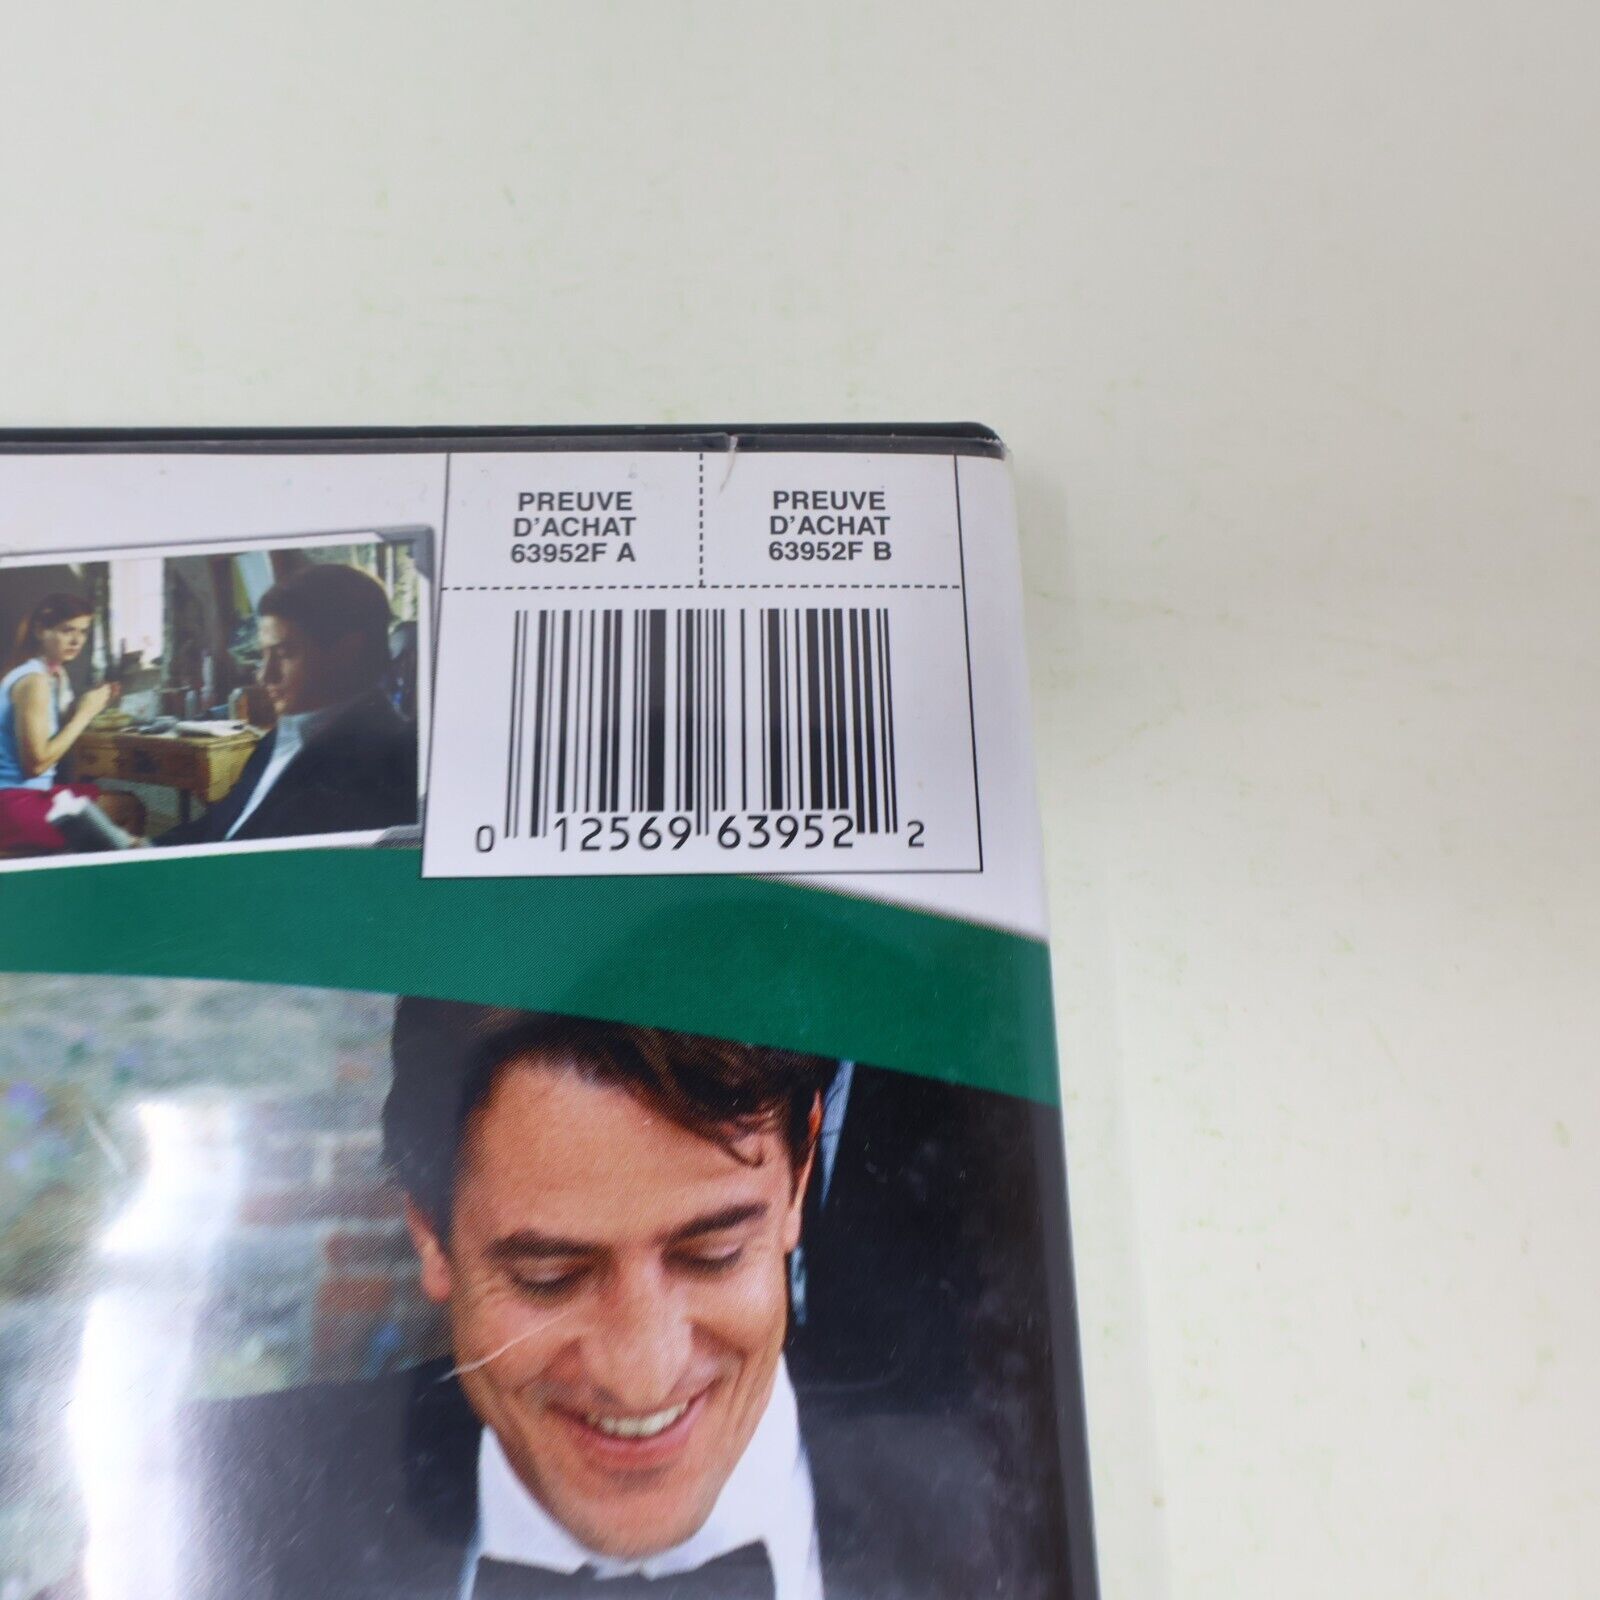 PREUVE
D'ACHAT
63952F A
PREUVE
D'ACHAT
63952F B
0 12569 63952 2